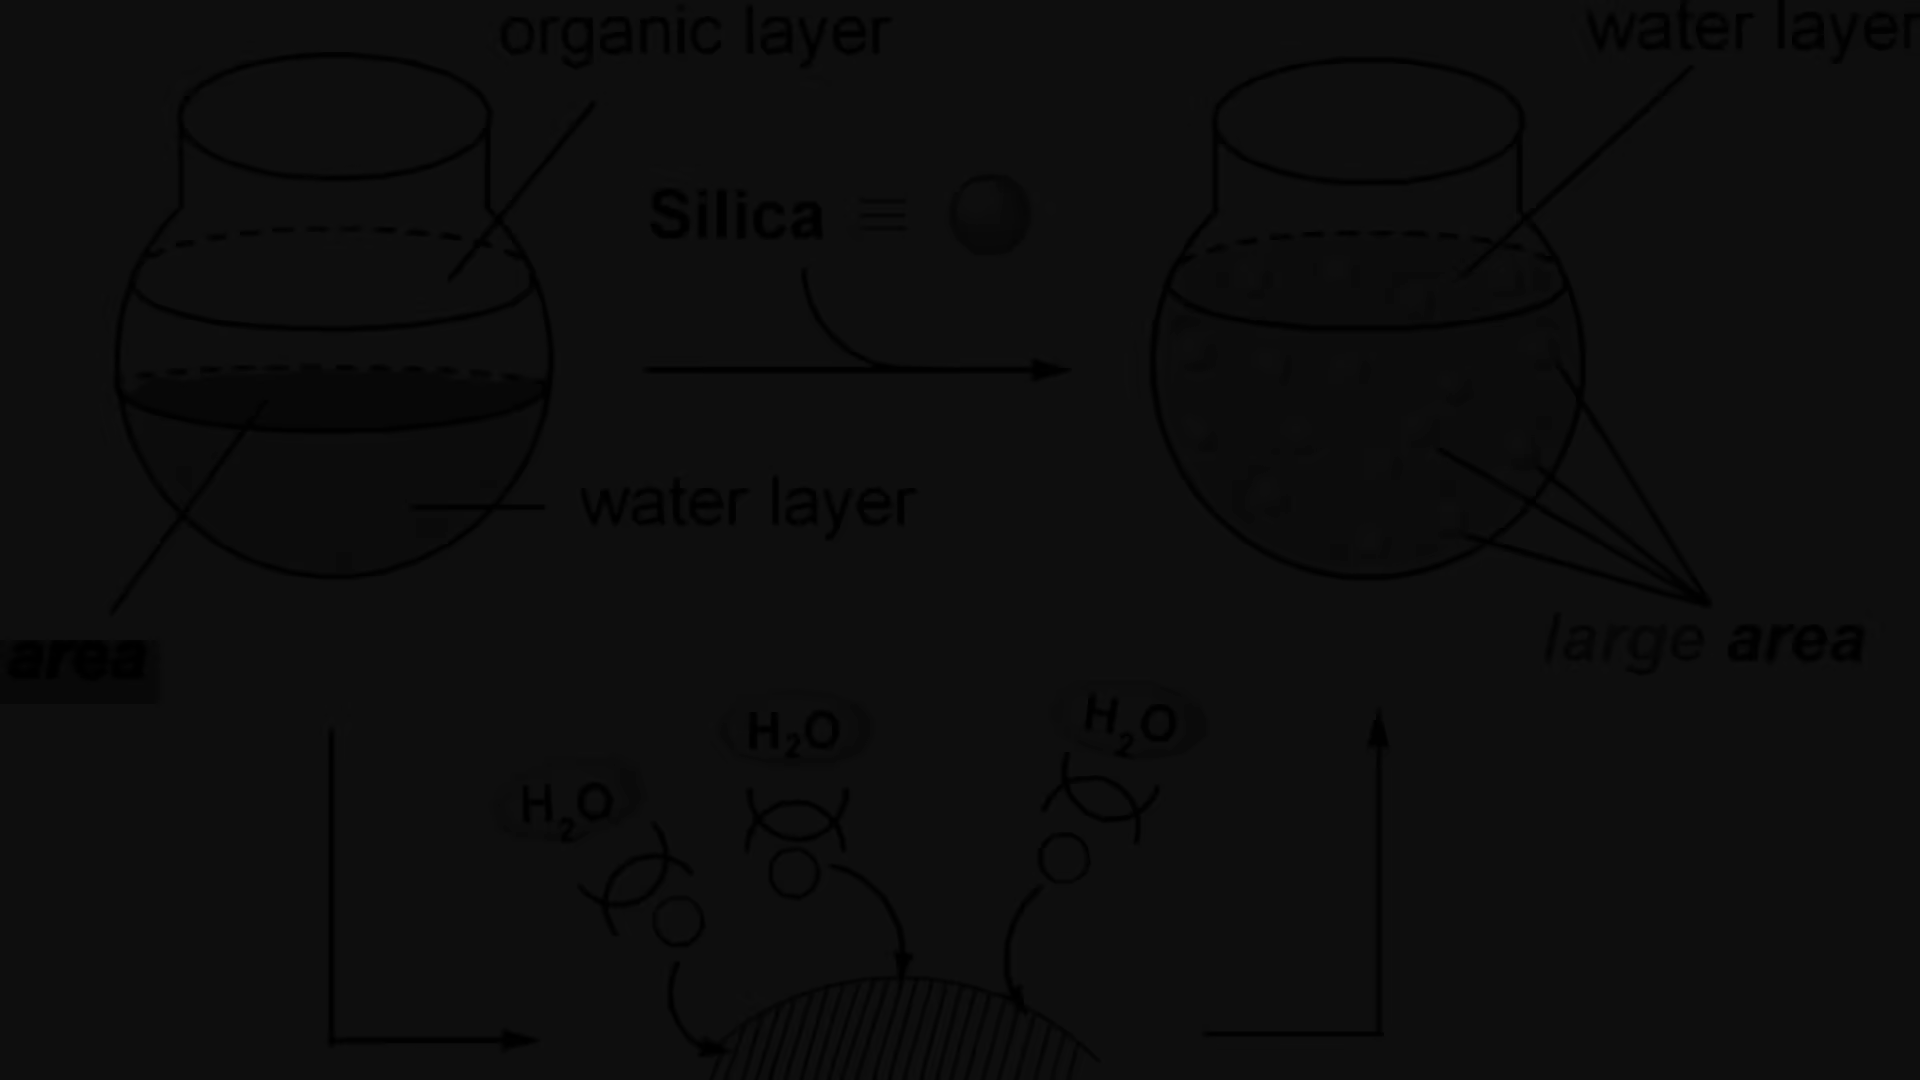 organic layer
water layer
Silica ≡
water layer
area
large area
H₂O
H₂O
H₂O